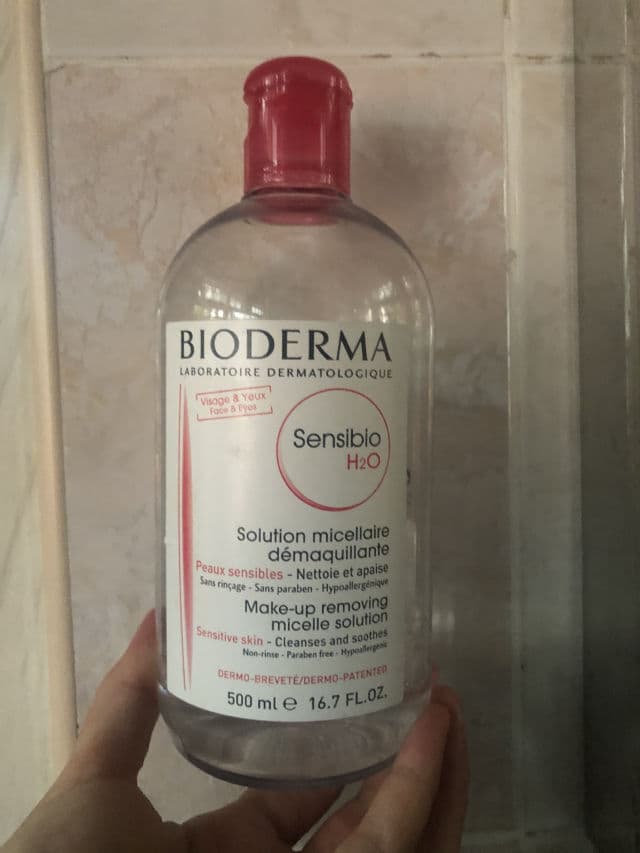 BIODERMA
LABORATOIRE DERMATOLOGIQUE
Visage & Yeux
Face & Eyes
Sensibio
H2O
Solution micellaire
démaquillante
Peaux sensibles - Nettoie et apaise
Sans rinçage - Sans paraben - Hypoallergénique
Make-up removing
micelle solution
Sensitive skin - Cleanses and soothes
Non-rinse - Paraben free - Hypoallergenic
DERMO-BREVETÉ/DERMO-PATENTED
500 ml e 16.7 FL.OZ.